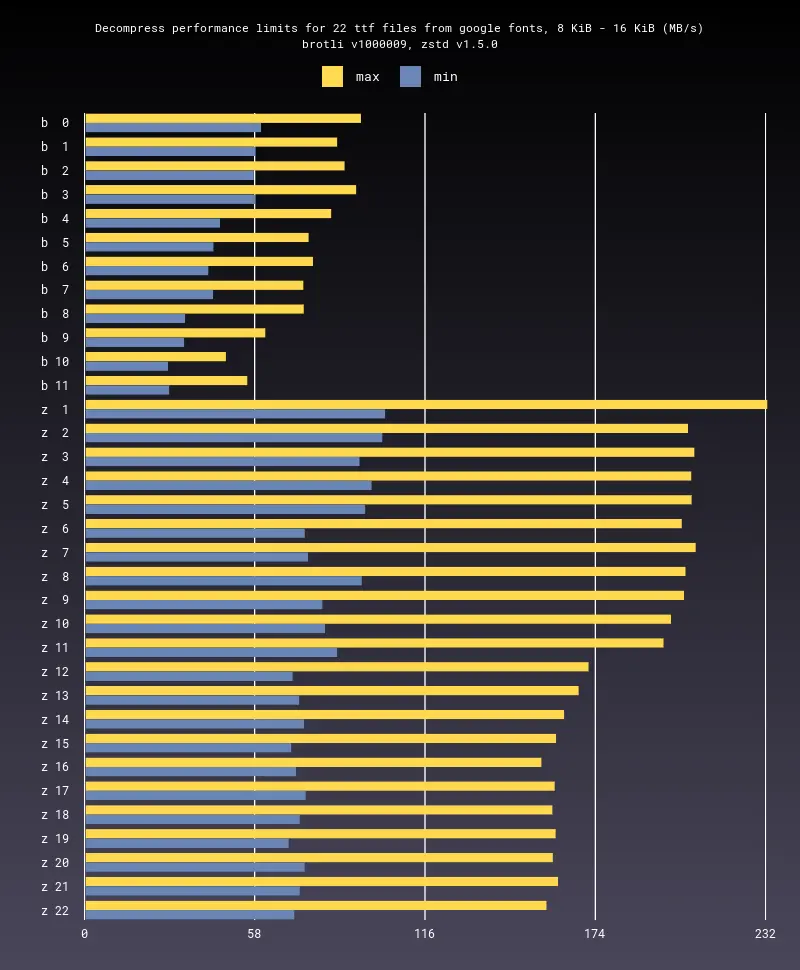 Decompress performance limits for 22 ttf files from google fonts, 8 KiB - 16 KiB (MB/s)
brotli v1000009, zstd v1.5.0
max min
b 0
b 1
b 2
b 3
b 4
b 5
b 6
b 7
b 8
b 9
b 10
b 11
z 1
z 2
z 3
z 4
z 5
z 6
z 7
z 8
z 9
z 10
z 11
z 12
z 13
z 14
z 15
z 16
z 17
z 18
z 19
z 20
z 21
z 22
0 58 116 174 232